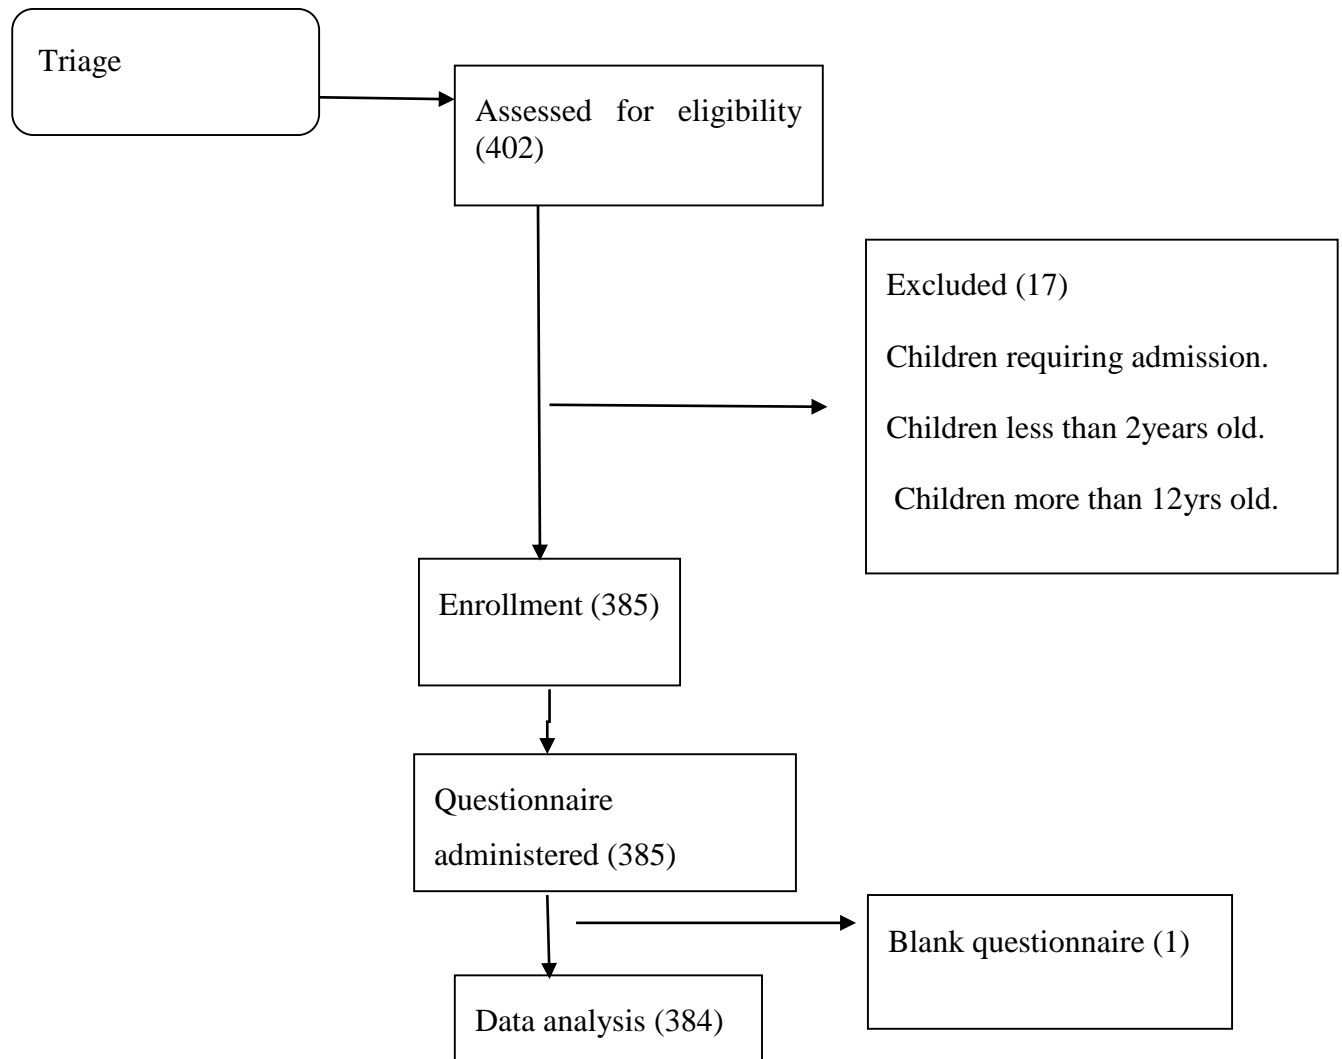 Triage
Assessed for eligibility
(402)
Excluded (17)
Children requiring admission.
Children less than 2years old.
Children more than 12yrs old.
Enrollment (385)
Questionnaire
administered (385)
Blank questionnaire (1)
Data analysis (384)